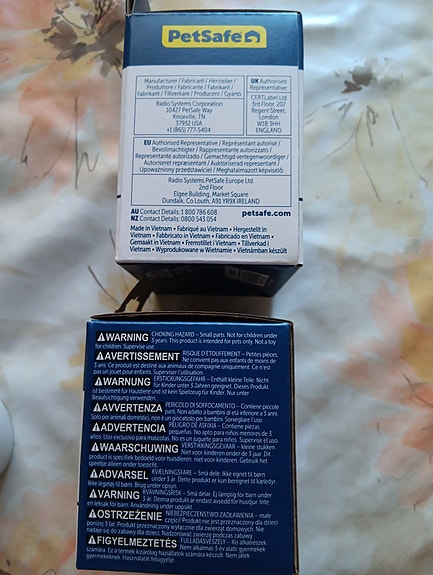 PetSafe
Manufacturer / Fabricant / Hersteller /
Produttore / Fabricante / Fabrikant /
Fabrikant / Tillverkare / Producent / Gyártó
Radio Systems Corporation
10427 PetSafe Way
Knoxville, TN
37932 USA
+1 (865) 777-5404
UK Authorised
Representative:
CERTLabel Ltd
3rd Floor, 207
Regent Street,
London
W1B 3HH
ENGLAND
EU Authorised Representative / Représentant autorisé /
Bevollmächtigter / Rappresentante autorizzato /
Representante autorizado / Gemachtigd vertegenwoordiger /
Autoriseret repræsentant / Auktoriserad representant /
Upoważniony przedstawiciel / Meghatalmazott képviselő:
Radio Systems PetSafe Europe Ltd.
2nd Floor
Elgee Building, Market Square
Dundalk, Co Louth, A91 YR9X IRELAND
AU Contact Details: 1 800 786 608
NZ Contact Details: 0800 543 054
petsafe.com
Made in Vietnam • Fabriqué au Vietnam • Hergestellt in
Vietnam • Fabbricato in Vietnam • Fabricado en Vietnam •
Gemaakt in Vietnam • Fremstillet i Vietnam • Tillverkad i
Vietnam • Wyprodukowane w Wietnamie • Vietnámban készült
WARNING CHOKING HAZARD – Small parts. Not for children under
3 years. This product is intended for pets only. Not a toy
for children. Supervise use.
AVERTISSEMENT RISQUE D'ÉTOUFFEMENT – Petites pièces.
Ne convient pas aux enfants de moins de
3 ans. Ce produit est destiné aux animaux de compagnie uniquement. Ce n'est
pas un jouet pour enfants. Superviser l'utilisation.
WARNUNG ERSTICKUNGSGEFAHR – Enthält kleine Teile. Nicht
für Kinder unter 3 Jahren geeignet. Dieses Produkt
ist bestimmt für Haustiere und ist kein Spielzeug für Kinder. Nur unter
Beaufsichtigung verwenden.
AVVERTENZA PERICOLO DI SOFFOCAMENTO – Contiene piccole
parti. Non adatto a bambini di età inferiore a 3 anni.
Solo per animali domestici, non è un giocattolo per bambini. Sorvegliare l'uso.
ADVERTENCIA PELIGRO DE ASFIXIA – Contiene piezas
pequeñas. No apto para niños menores de 3
años. Uso exclusivo para mascotas. No es un juguete para niños. Supervise el uso.
WAARSCHUWING VERSTIKKINGSGEVAAR – kleine stukken
Niet voor kinderen onder de 3 jaar. Dit
product is specifiek bedoeld voor huisdieren, niet voor kinderen. Gebruik het
speeltje alleen onder toezicht.
ADVARSEL KVÆLNINGSFARE – Små dele. Ikke egnet til børn
under 3 år. Dette produkt er kun beregnet til kæledyr.
Ikke legetøj til børn. Brug under opsyn.
VARNING KVÄVNINGSRISK – Små delar. Ej lämplig för barn under
3 år. Denna produkt är endast avsedd för husdjur. Inte
en leksak för barn. Användning under uppsikt.
OSTRZEŻENIE NIEBEZPIECZEŃSTWO ZADŁAWIENIA – małe
części! Produkt nie jest przeznaczony dla dzieci
poniżej 3 lat. Produkt przeznaczony wyłącznie dla zwierząt domowych. Nie
nadaje się do zabawy dla dzieci. Nadzorować zwierzę podczas zabawy.
FIGYELMEZTETÉS FULLADÁSVESZÉLY – Kis alkatrészek
Nem alkalmas 3 év alatti gyermekek
számára. Ez a termék kizárólag háziállatok számára készült. Nem játék
gyermekeknek. Használatát felügyelje.